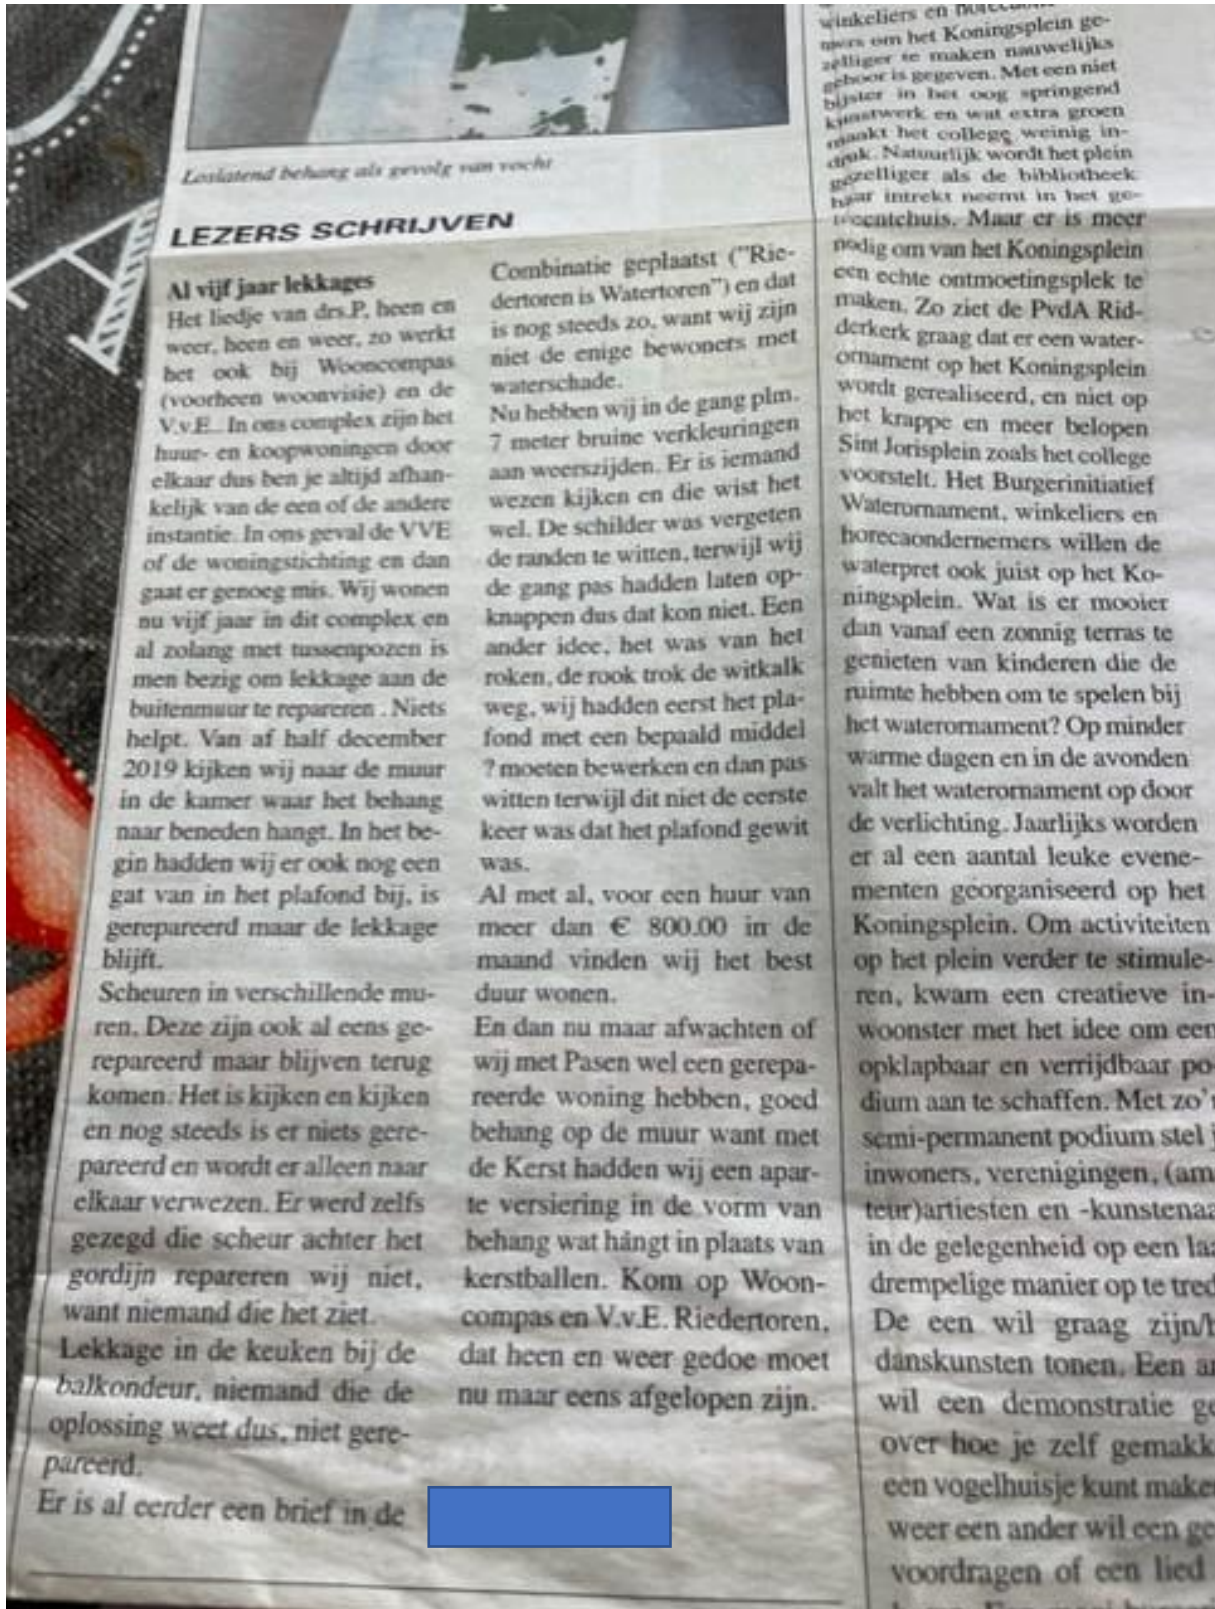 Loslatend behang als gevolg van vocht
LEZERS SCHRIJVEN
Al vijf jaar lekkages
Het liedje van drs.P, heen en
weer, heen en weer, zo werkt
het ook bij Wooncompas
(voorheen woonvisie) en de
V.v.E. In ons complex zijn het
huur- en koopwoningen door
elkaar dus ben je altijd afhan-
kelijk van de een of de andere
instantie. In ons geval de VVE
of de woningstichting en dan
gaat er genoeg mis. Wij wonen
nu vijf jaar in dit complex en
al zolang met tussenpozen is
men bezig om lekkage aan de
buitenmuur te repareren . Niets
helpt. Van af half december
2019 kijken wij naar de muur
in de kamer waar het behang
naar beneden hangt. In het be-
gin hadden wij er ook nog een
gat van in het plafond bij, is
gerepareerd maar de lekkage
blijft.
Scheuren in verschillende mu-
ren. Deze zijn ook al eens ge-
repareerd maar blijven terug
komen. Het is kijken en kijken
en nog steeds is er niets gere-
pareerd en wordt er alleen naar
elkaar verwezen. Er werd zelfs
gezegd die scheur achter het
gordijn repareren wij niet,
want niemand die het ziet.
Lekkage in de keuken bij de
balkondeur, niemand die de
oplossing weet dus, niet gere-
pareerd.
Er is al eerder een brief in de
Combinatie geplaatst ("Rie-
dertoren is Watertoren") en dat
is nog steeds zo, want wij zijn
niet de enige bewoners met
waterschade.
Nu hebben wij in de gang plm.
7 meter bruine verkleuringen
aan weerszijden. Er is iemand
wezen kijken en die wist het
wel. De schilder was vergeten
de randen te witten, terwijl wij
de gang pas hadden laten op-
knappen dus dat kon niet. Een
ander idee, het was van het
roken, de rook trok de witkalk
weg, wij hadden eerst het pla-
fond met een bepaald middel
? moeten bewerken en dan pas
witten terwijl dit niet de eerste
keer was dat het plafond gewit
was.
Al met al, voor een huur van
meer dan € 800.00 in de
maand vinden wij het best
duur wonen.
En dan nu maar afwachten of
wij met Pasen wel een gerepa-
reerde woning hebben, goed
behang op de muur want met
de Kerst hadden wij een apar-
te versiering in de vorm van
behang wat hángt in plaats van
kerstballen. Kom op Woon-
compas en V.v.E. Riedertoren,
dat heen en weer gedoe moet
nu maar eens afgelopen zijn.
winkeliers en
om het Koningsplein ge-
zelliger te maken nauwelijks
gehoor is gegeven. Met een niet
bijster in het oog springend
kunstwerk en wat extra groen
maakt het college weinig in-
druk. Natuurlijk wordt het plein
gezelliger als de bibliotheek
haar intrekt neemt in het ge-
meentehuis. Maar er is meer
nodig om van het Koningsplein
een echte ontmoetingsplek te
maken. Zo ziet de PvdA Rid-
derkerk graag dat er een water-
ornament op het Koningsplein
wordt gerealiseerd, en niet op
het krappe en meer belopen
Sint Jorisplein zoals het college
voorstelt. Het Burgerinitiatief
Waterornament, winkeliers en
horecaondernemers willen de
waterpret ook juist op het Ko-
ningsplein. Wat is er mooier
dan vanaf een zonnig terras te
genieten van kinderen die de
ruimte hebben om te spelen bij
het waterornament? Op minder
warme dagen en in de avonden
valt het waterornament op door
de verlichting. Jaarlijks worden
er al een aantal leuke evene-
menten georganiseerd op het
Koningsplein. Om activiteiten
op het plein verder te stimule-
ren, kwam een creatieve in-
woonster met het idee om een
opklapbaar en verrijdbaar po-
dium aan te schaffen. Met zo'n
semi-permanent podium stel j
inwoners, verenigingen, (am
teur)artiesten en -kunstenaa
in de gelegenheid op een laa
drempelige manier op te tred
De een wil graag zijn/h
danskunsten tonen. Een an
wil een demonstratie ge
over hoe je zelf gemakk
een vogelhuisje kunt maken
weer een ander wil een ge
voordragen of een lied